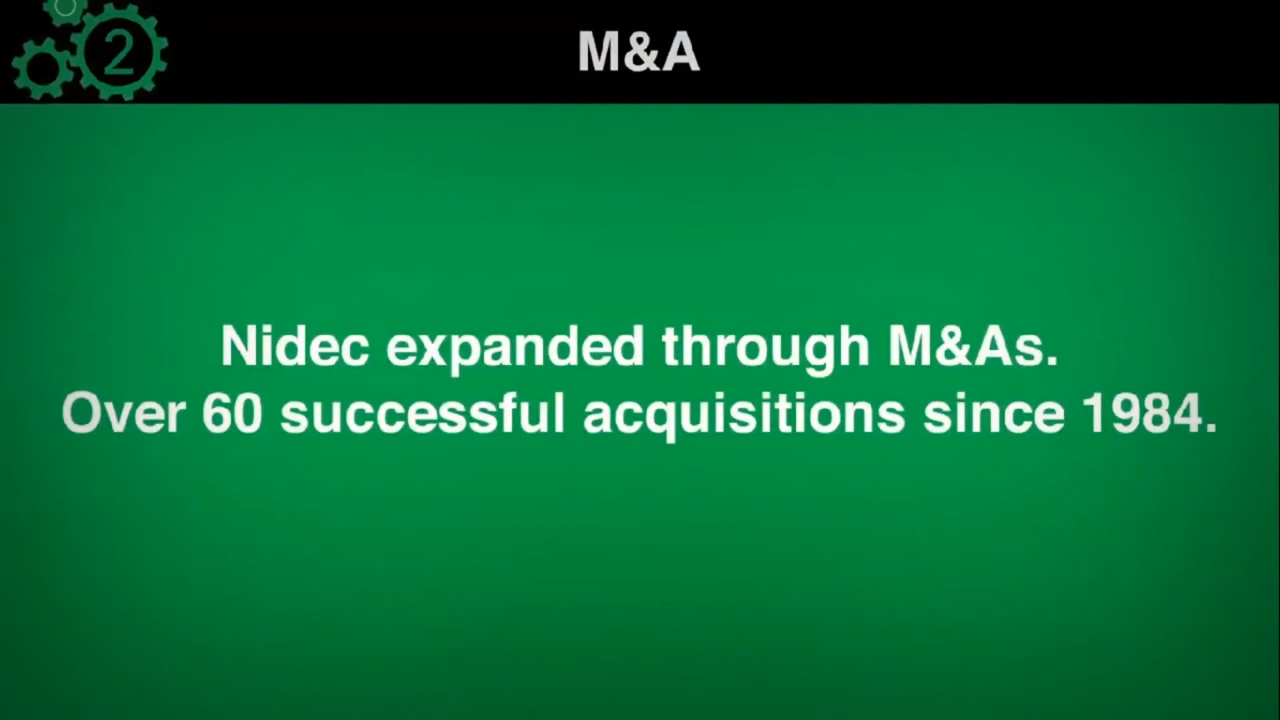 2
M&A
Nidec expanded through M&As.
Over 60 successful acquisitions since 1984.